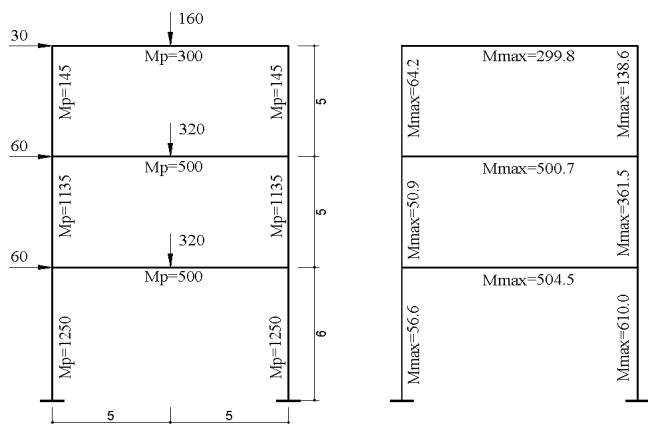 160
30
Mp=300
Mp=145
Mp=145
5
320
60
Mp=500
Mp=1135
Mp=1135
5
320
60
Mp=500
Mp=1250
Mp=1250
6
5
5
Mmax=299.8
Mmax=64.2
Mmax=138.6
Mmax=500.7
Mmax=50.9
Mmax=361.5
Mmax=504.5
Mmax=56.6
Mmax=610.0